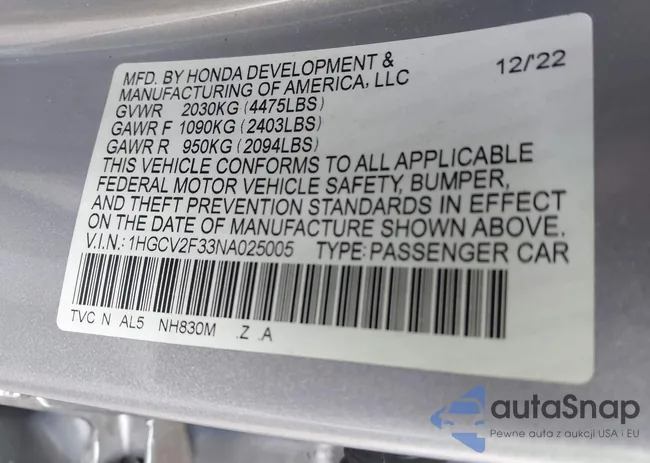 MFD. BY HONDA DEVELOPMENT & 12/'22
MANUFACTURING OF AMERICA, LLC
GVWR 2030KG (4475LBS)
GAWR F 1090KG (2403LBS)
GAWR R 950KG (2094LBS)
THIS VEHICLE CONFORMS TO ALL APPLICABLE
FEDERAL MOTOR VEHICLE SAFETY, BUMPER,
AND THEFT PREVENTION STANDARDS IN EFFECT
ON THE DATE OF MANUFACTURE SHOWN ABOVE.
V.I.N.: 1HGCV2F33NA025005 TYPE: PASSENGER CAR
TVC N AL5 NH830M .Z .A
autaSnap
Pewne auta z aukcji USA i EU